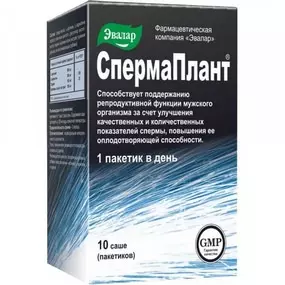 Эвалар
Фармацевтическая
компания «Эвалар»
СпермаПлант®
Способствует поддержанию
репродуктивной функции мужского
организма за счет улучшения
качественных и количественных
показателей спермы, повышения ее
оплодотворяющей способности.
1 пакетик в день
10 саше
(пакетиков)
GMP